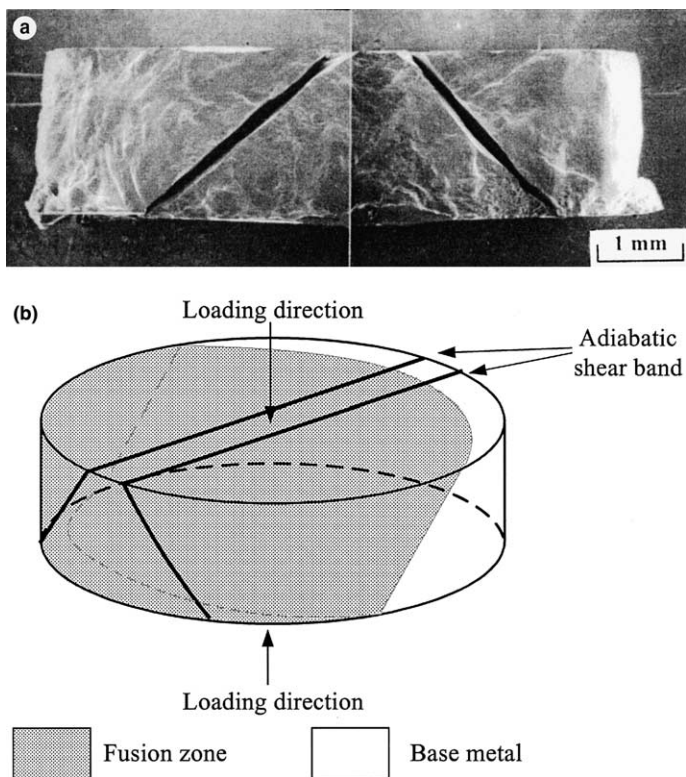 a
1 mm
(b)
Loading direction
Adiabatic
shear band
Loading direction
Fusion zone
Base metal